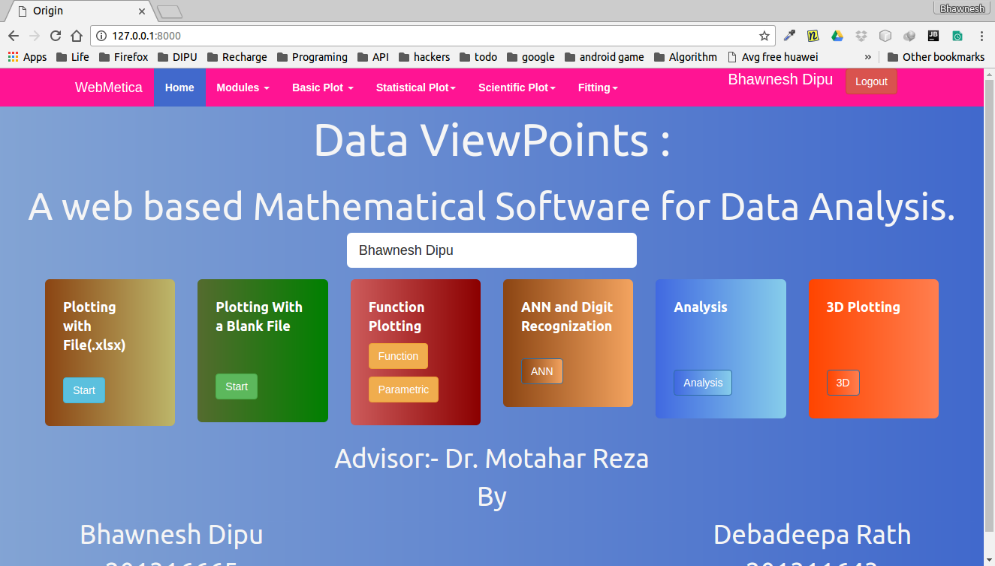 Origin
Bhawnesh
127.0.0.1:8000
Apps Life Firefox DIPU Recharge Programing API hackers todo google android game Algorithm Avg free huawei » Other bookmarks
WebMetica Home Modules Basic Plot Statistical Plot Scientific Plot Fitting Bhawnesh Dipu Logout
Data ViewPoints :
A web based Mathematical Software for Data Analysis.
Bhawnesh Dipu
Plotting
with
File(.xlsx)
Start
Plotting With
a Blank File
Start
Function
Plotting
Function
Parametric
ANN and Digit
Recognization
ANN
Analysis
Analysis
3D Plotting
3D
Advisor:- Dr. Motahar Reza
By
Bhawnesh Dipu
Debadeepa Rath